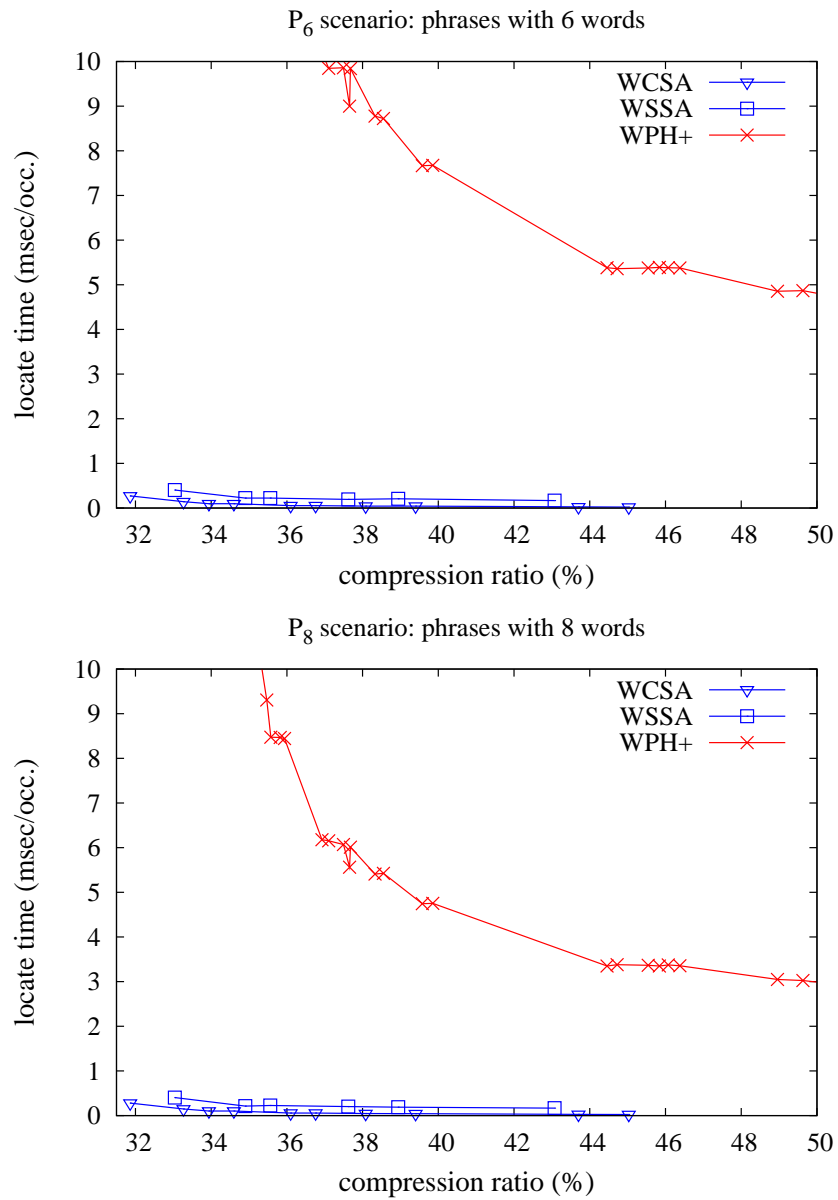 P6 scenario: phrases with 6 words
10
9
8
7
6
5
4
3
2
1
0
locate time (msec/occ.)
WCSA
WSSA
WPH+
32 34 36 38 40 42 44 46 48 50
compression ratio (%)
P8 scenario: phrases with 8 words
10
9
8
7
6
5
4
3
2
1
0
locate time (msec/occ.)
WCSA
WSSA
WPH+
32 34 36 38 40 42 44 46 48 50
compression ratio (%)